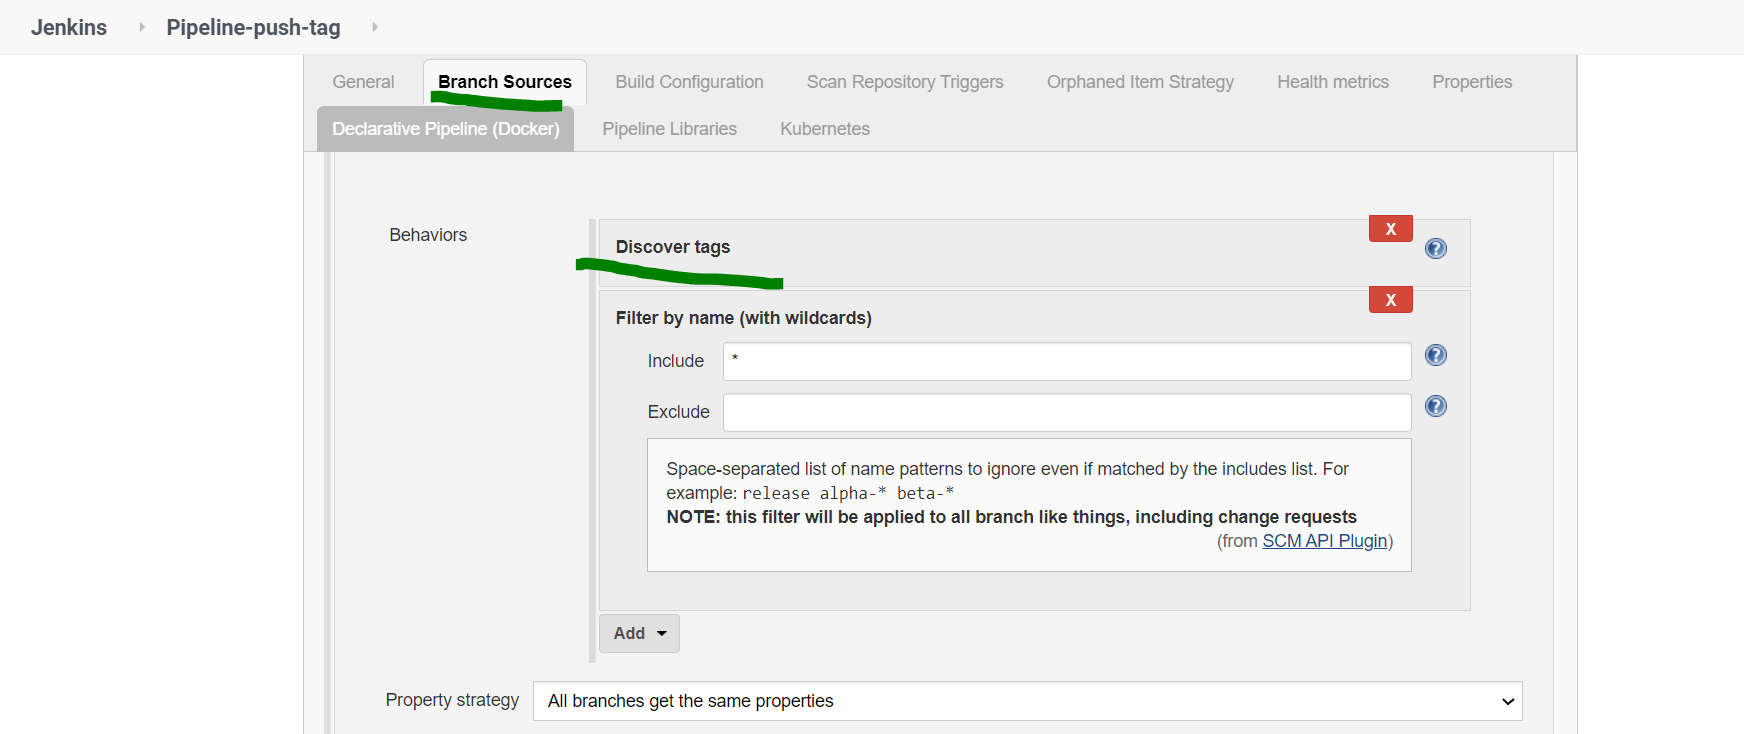 Jenkins Pipeline-push-tag
General Branch Sources Build Configuration Scan Repository Triggers Orphaned Item Strategy Health metrics Properties
Declarative Pipeline (Docker) Pipeline Libraries Kubernetes
Behaviors
Discover tags
X
?
Filter by name (with wildcards)
X
Include *
?
Exclude
?
Space-separated list of name patterns to ignore even if matched by the includes list. For
example: release alpha-* beta-*
NOTE: this filter will be applied to all branch like things, including change requests
(from SCM API Plugin)
Add
Property strategy All branches get the same properties